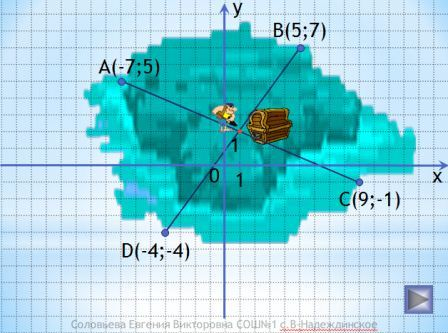 y
B(5;7)
A(-7;5)
1
0 1
x
C(9;-1)
D(-4;-4)
Соловьева Евгения Викторовна СОШ№1 с.В-Надеждинское